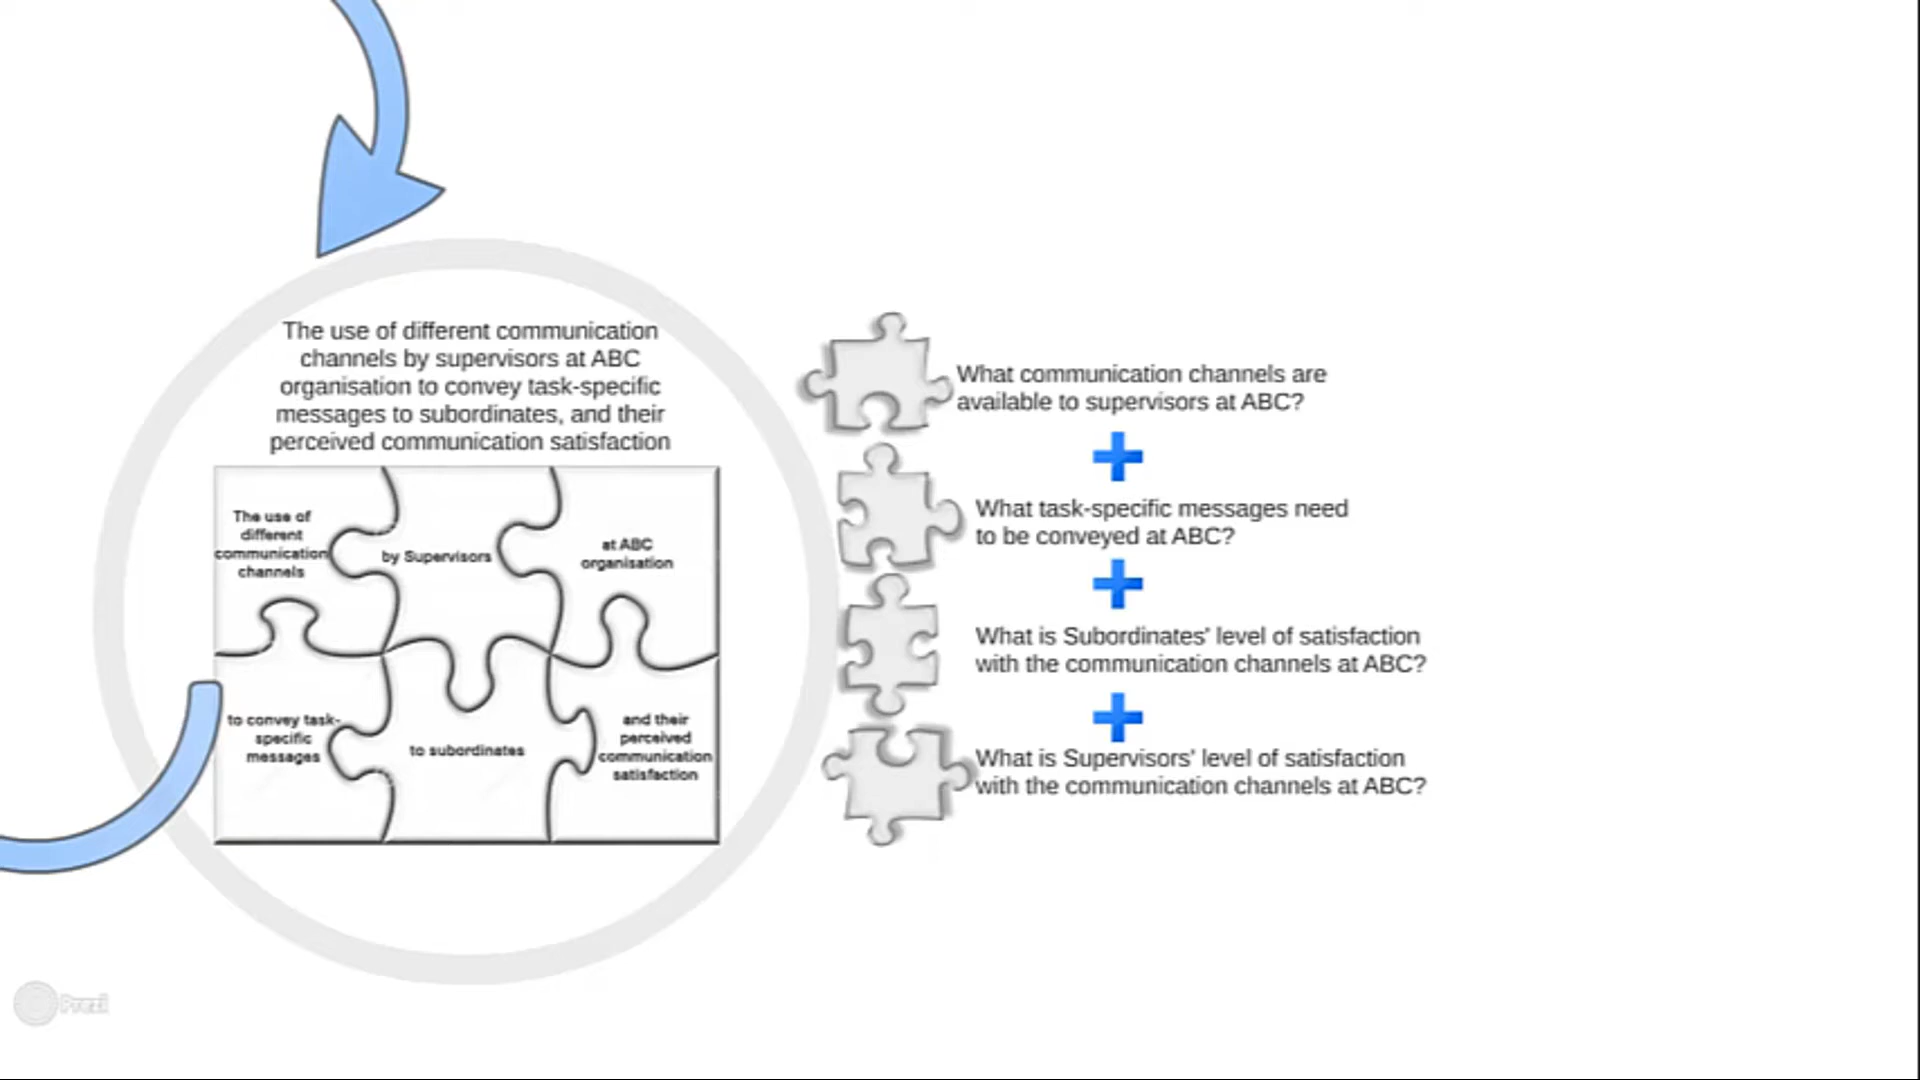 The use of different communication
channels by supervisors at ABC
organisation to convey task-specific
messages to subordinates, and their
perceived communication satisfaction
The use of
different
communication
channels
by Supervisors
at ABC
organisation
to convey task-
specific
messages
to subordinates
and their
perceived
communication
satisfaction
What communication channels are
available to supervisors at ABC?
What task-specific messages need
to be conveyed at ABC?
What is Subordinates' level of satisfaction
with the communication channels at ABC?
What is Supervisors' level of satisfaction
with the communication channels at ABC?
Prezi